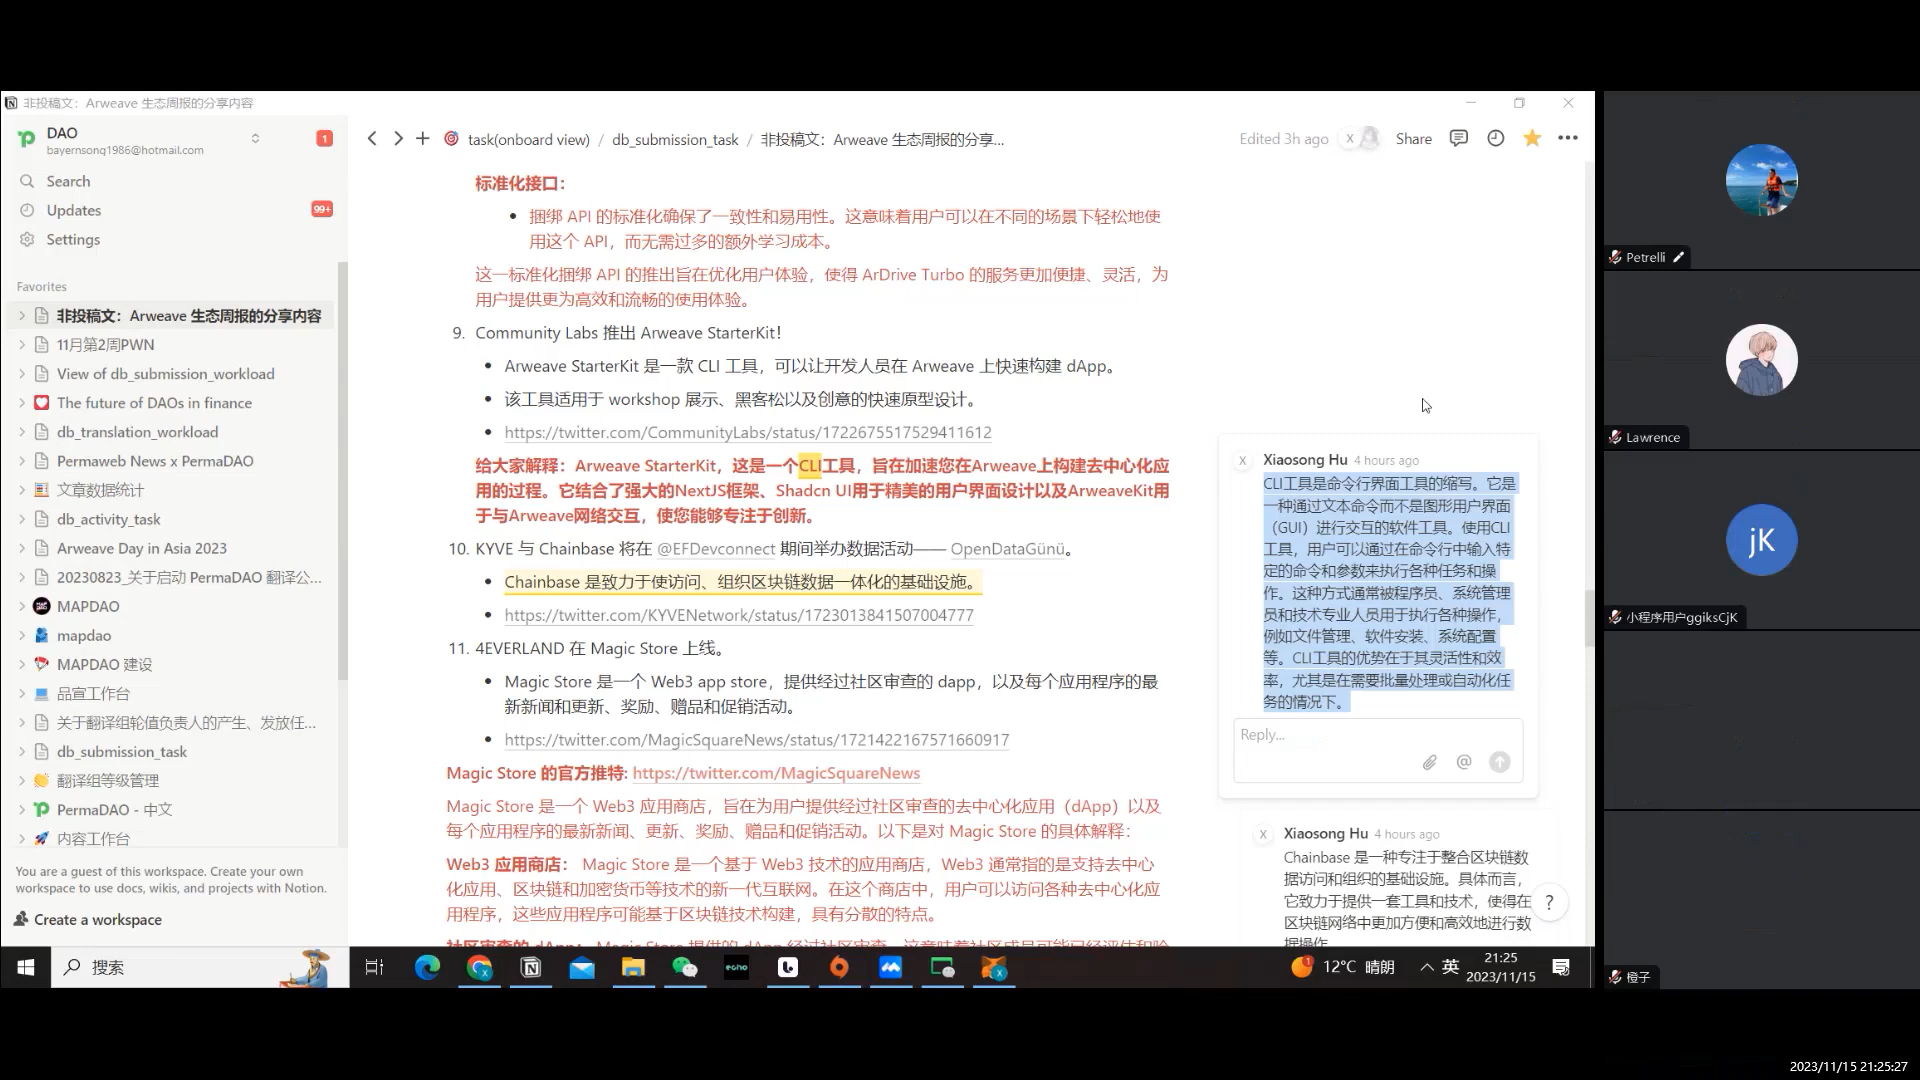 非投稿文：Arweave 生态周报的分享内容
DAO
bayernsonq1986@hotmail.com
1
Search
Updates
99+
Settings
Favorites
非投稿文：Arweave 生态周报的分享内容
11月第2周PWN
View of db_submission_workload
The future of DAOs in finance
db_translation_workload
Permaweb News x PermaDAO
文章数据统计
db_activity_task
Arweave Day in Asia 2023
20230823_关于启动 PermaDAO 翻译公...
MAPDAO
mapdao
MAPDAO 建设
品宣工作台
关于翻译组轮值负责人的产生、发放任...
db_submission_task
翻译组等级管理
PermaDAO - 中文
内容工作台
You are a guest of this workspace. Create your own
workspace to use docs, wikis, and projects with Notion.
Create a workspace
task(onboard view) / db_submission_task / 非投稿文：Arweave 生态周报的分享...
Edited 3h ago
X
Share
标准化接口：
• 捆绑 API 的标准化确保了一致性和易用性。这意味着用户可以在不同的场景下轻松地使
用这个 API，而无需过多的额外学习成本。
这一标准化捆绑 API 的推出旨在优化用户体验，使得 ArDrive Turbo 的服务更加便捷、灵活，为
用户提供更为高效和流畅的使用体验。
9. Community Labs 推出 Arweave StarterKit！
• Arweave StarterKit 是一款 CLI 工具，可以让开发人员在 Arweave 上快速构建 dApp。
• 该工具适用于 workshop 展示、黑客松以及创意的快速原型设计。
• https://twitter.com/CommunityLabs/status/1722675517529411612
给大家解释：Arweave StarterKit，这是一个CLI工具，旨在加速您在Arweave上构建去中心化应
用的过程。它结合了强大的NextJS框架、Shadcn UI用于精美的用户界面设计以及ArweaveKit用
于与Arweave网络交互，使您能够专注于创新。
10. KYVE 与 Chainbase 将在 @EFDevconnect 期间举办数据活动—— OpenDataGünü。
• Chainbase 是致力于使访问、组织区块链数据一体化的基础设施。
• https://twitter.com/KYVENetwork/status/1723013841507004777
11. 4EVERLAND 在 Magic Store 上线。
• Magic Store 是一个 Web3 app store，提供经过社区审查的 dapp，以及每个应用程序的最
新新闻和更新、奖励、赠品和促销活动。
• https://twitter.com/MagicSquareNews/status/1721422167571660917
Magic Store 的官方推特: https://twitter.com/MagicSquareNews
Magic Store 是一个 Web3 应用商店，旨在为用户提供经过社区审查的去中心化应用（dApp）以及
每个应用程序的最新新闻、更新、奖励、赠品和促销活动。以下是对 Magic Store 的具体解释：
Web3 应用商店： Magic Store 是一个基于 Web3 技术的应用商店，Web3 通常指的是支持去中心
化应用、区块链和加密货币等技术的新一代互联网。在这个商店中，用户可以访问各种去中心化应
用程序，这些应用程序可能基于区块链技术构建，具有分散的特点。
社区审查的 dApp： Magic Store 提供的 dApp 经过社区审查，这意味着社区成员可能已经评估和验
X
Xiaosong Hu 4 hours ago
CLI工具是命令行界面工具的缩写。它是
一种通过文本命令而不是图形用户界面
（GUI）进行交互的软件工具。使用CLI
工具，用户可以通过在命令行中输入特
定的命令和参数来执行各种任务和操
作。这种方式通常被程序员、系统管理
员和技术专业人员用于执行各种操作，
例如文件管理、软件安装、系统配置
等。CLI工具的优势在于其灵活性和效
率，尤其是在需要批量处理或自动化任
务的情况下。
Reply...
X
Xiaosong Hu 4 hours ago
Chainbase 是一种专注于整合区块链数
据访问和组织的基础设施。具体而言，
它致力于提供一套工具和技术，使得在
区块链网络中更加方便和高效地进行数
据操作
?
搜索
echo
1
12°C 晴朗
英
21:25
2023/11/15
Petrelli
Lawrence
jK
小程序用户ggiksCjK
橙子
2023/11/15 21:25:27